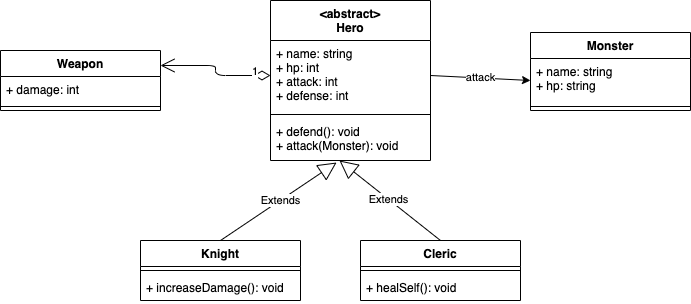 <abstract>
Hero
+ name: string
+ hp: int
+ attack: int
+ defense: int
+ defend(): void
+ attack(Monster): void
Weapon
+ damage: int
1
attack
Monster
+ name: string
+ hp: string
Extends
Extends
Knight
+ increaseDamage(): void
Cleric
+ healSelf(): void